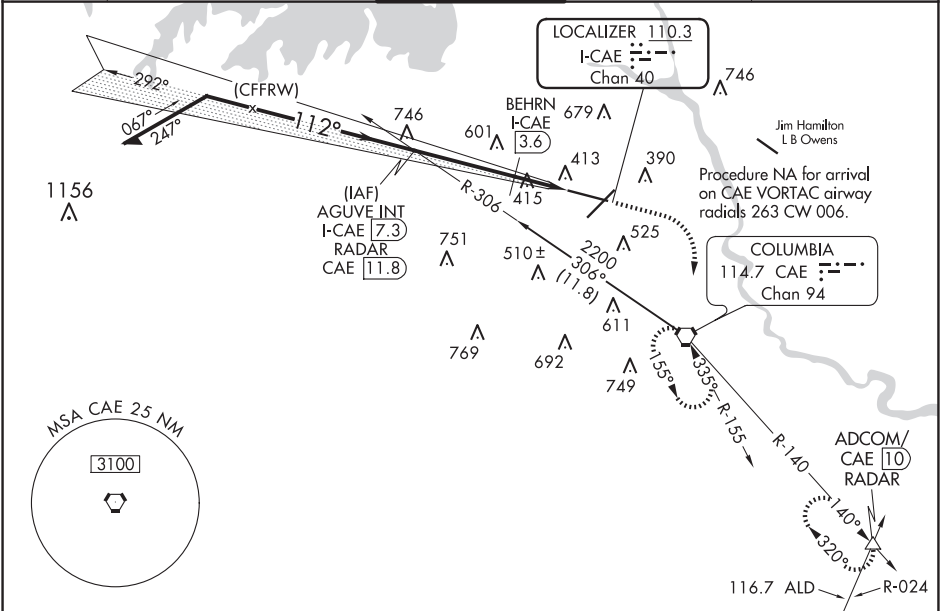 LOCALIZER 110.3
I-CAE
Chan 40
746
292°
(CFFRW)
067°
247°
112°
746
BEHRN
I-CAE
3.6
679
601
413
390
415
Jim Hamilton
L B Owens
Procedure NA for arrival
on CAE VORTAC airway
radials 263 CW 006.
1156
(IAF)
AGUVE INT
I-CAE 7.3
RADAR
CAE 11.8
R-306
751
510±
525
2200
306°
(11.8)
COLUMBIA
114.7 CAE
Chan 94
611
769
692
749
155°
335°
R-155
R-140
MSA CAE 25 NM
3100
ADCOM/
CAE 10
RADAR
140°
320°
116.7 ALD
R-024